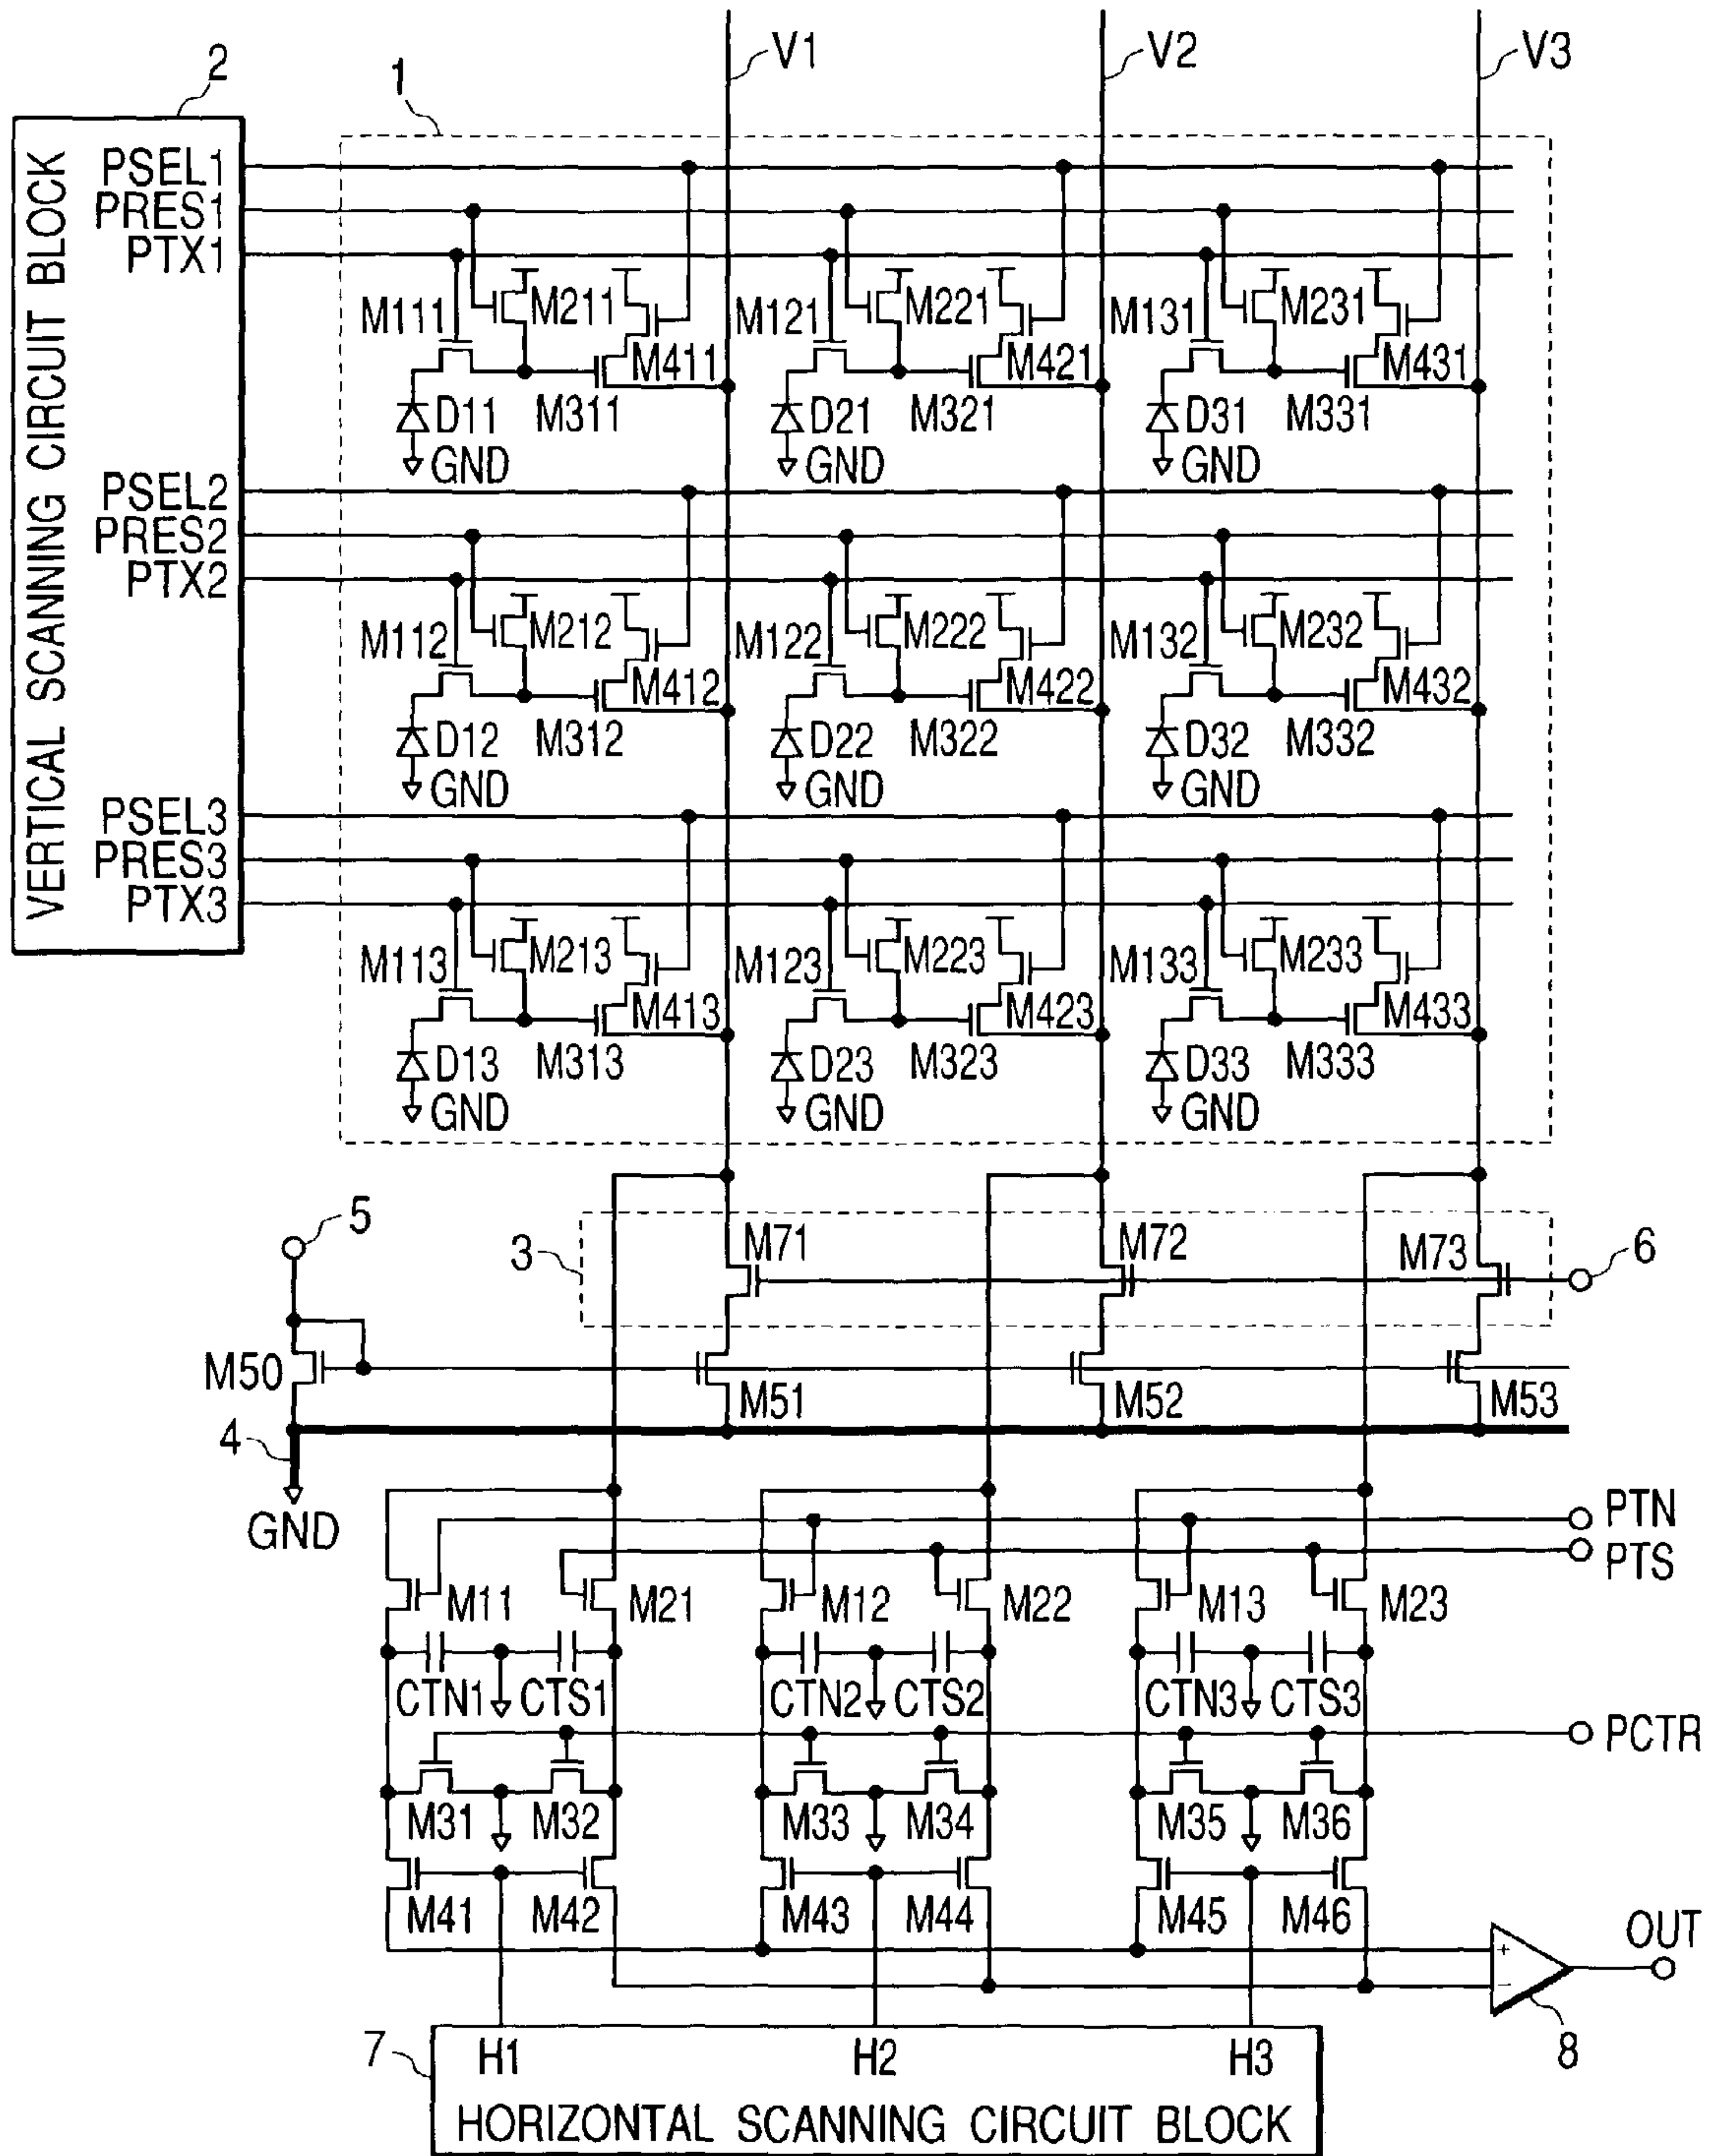 V1 V2 V3
2 1
VERTICAL SCANNING CIRCUIT BLOCK
PSEL1
PRES1
PTX1
M111 M211 M121 M221 M131 M231
M411 M421 M431
D11 M311 D21 M321 D31 M331
GND GND GND
PSEL2
PRES2
PTX2
M112 M212 M122 M222 M132 M232
M412 M422 M432
D12 M312 D22 M322 D32 M332
GND GND GND
PSEL3
PRES3
PTX3
M113 M213 M123 M223 M133 M233
M413 M423 M433
D13 M313 D23 M323 D33 M333
GND GND GND
5 3 M71 M72 M73 6
M50 M51 M52 M53
4
GND
PTN
PTS
M11 M21 M12 M22 M13 M23
CTN1 CTS1 CTN2 CTS2 CTN3 CTS3
PCTR
M31 M32 M33 M34 M35 M36
M41 M42 M43 M44 M45 M46
OUT
+
−
8
7 H1 H2 H3
HORIZONTAL SCANNING CIRCUIT BLOCK